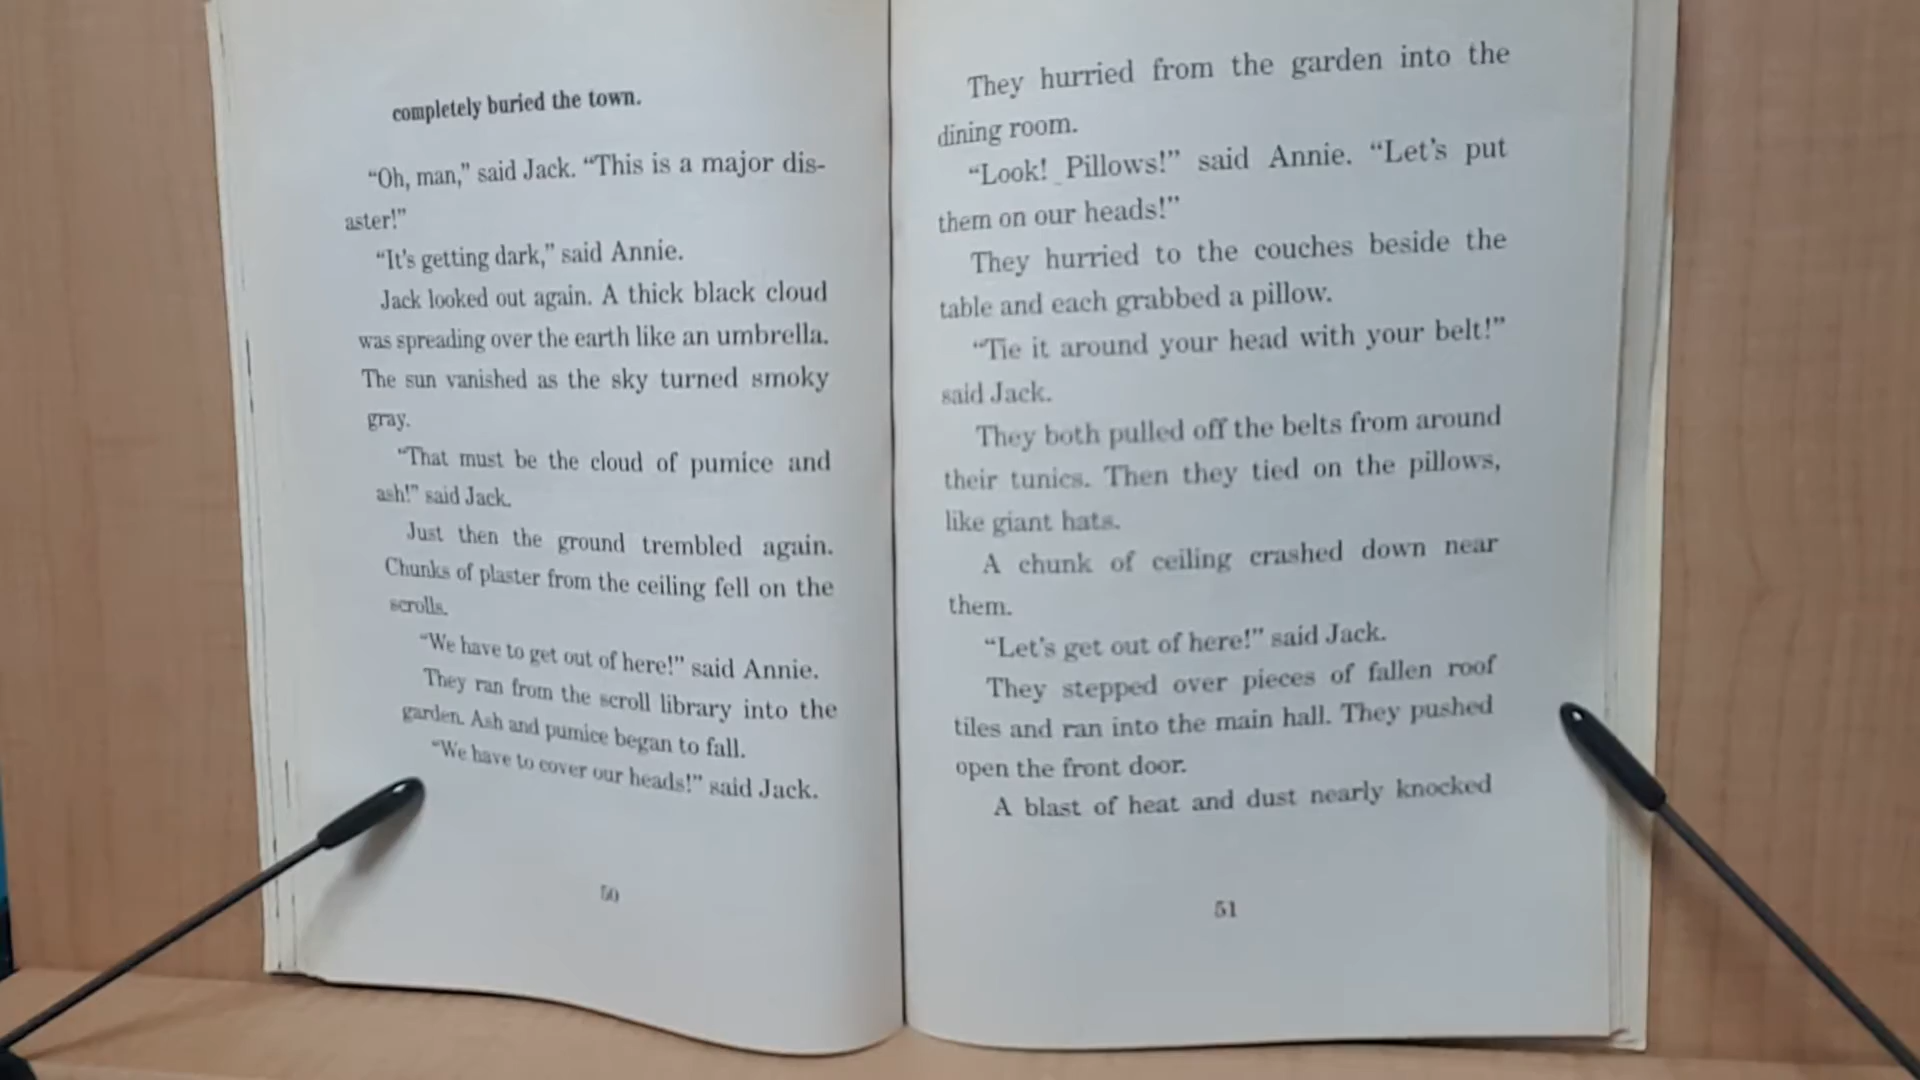 completely buried the town.
“Oh, man,” said Jack. “This is a major dis-
aster!”
“It’s getting dark,” said Annie.
Jack looked out again. A thick black cloud
was spreading over the earth like an umbrella.
The sun vanished as the sky turned smoky
gray.
“That must be the cloud of pumice and
ash!” said Jack.
Just then the ground trembled again.
Chunks of plaster from the ceiling fell on the
scrolls.
“We have to get out of here!” said Annie.
They ran from the scroll library into the
garden. Ash and pumice began to fall.
“We have to cover our heads!” said Jack.
50
They hurried from the garden into the
dining room.
“Look! Pillows!” said Annie. “Let’s put
them on our heads!”
They hurried to the couches beside the
table and each grabbed a pillow.
“Tie it around your head with your belt!”
said Jack.
They both pulled off the belts from around
their tunics. Then they tied on the pillows,
like giant hats.
A chunk of ceiling crashed down near
them.
“Let’s get out of here!” said Jack.
They stepped over pieces of fallen roof
tiles and ran into the main hall. They pushed
open the front door.
A blast of heat and dust nearly knocked
51